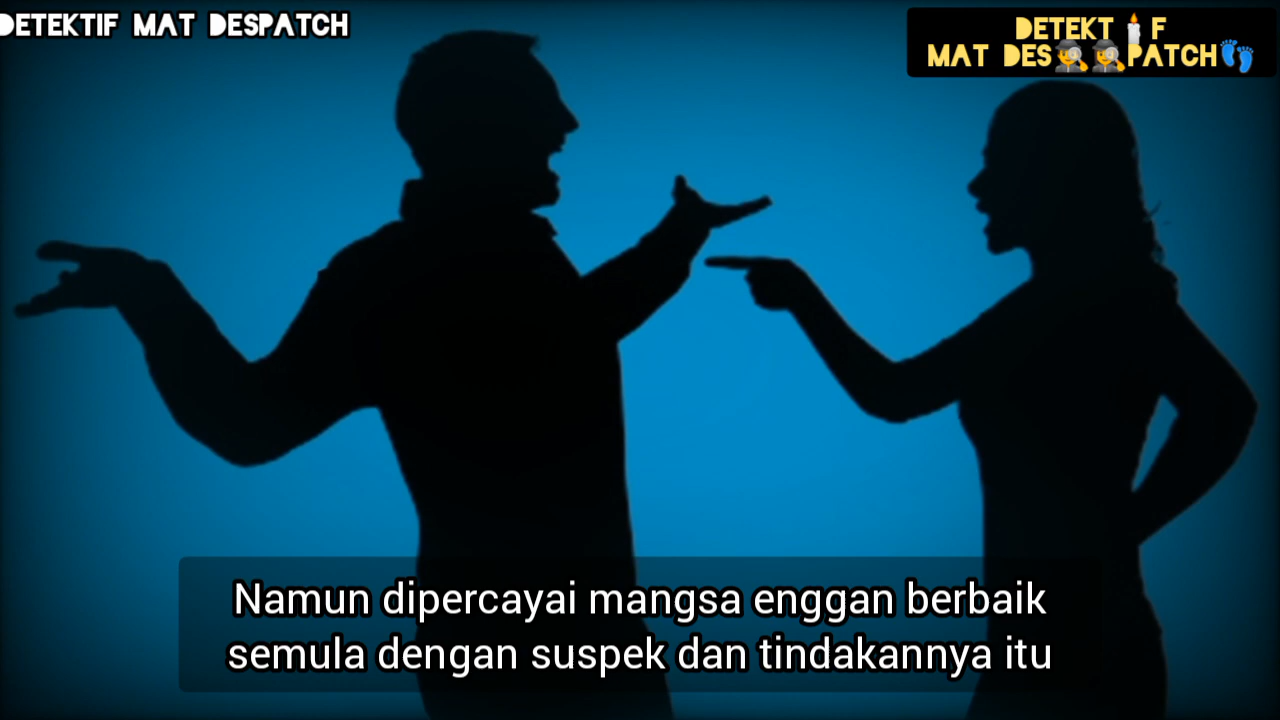 DETEKTIF MAT DESPATCH
DETEKT🕯️F
MAT DES🕵️🕵️PATCH👣
Namun dipercayai mangsa enggan berbaik
semula dengan suspek dan tindakannya itu